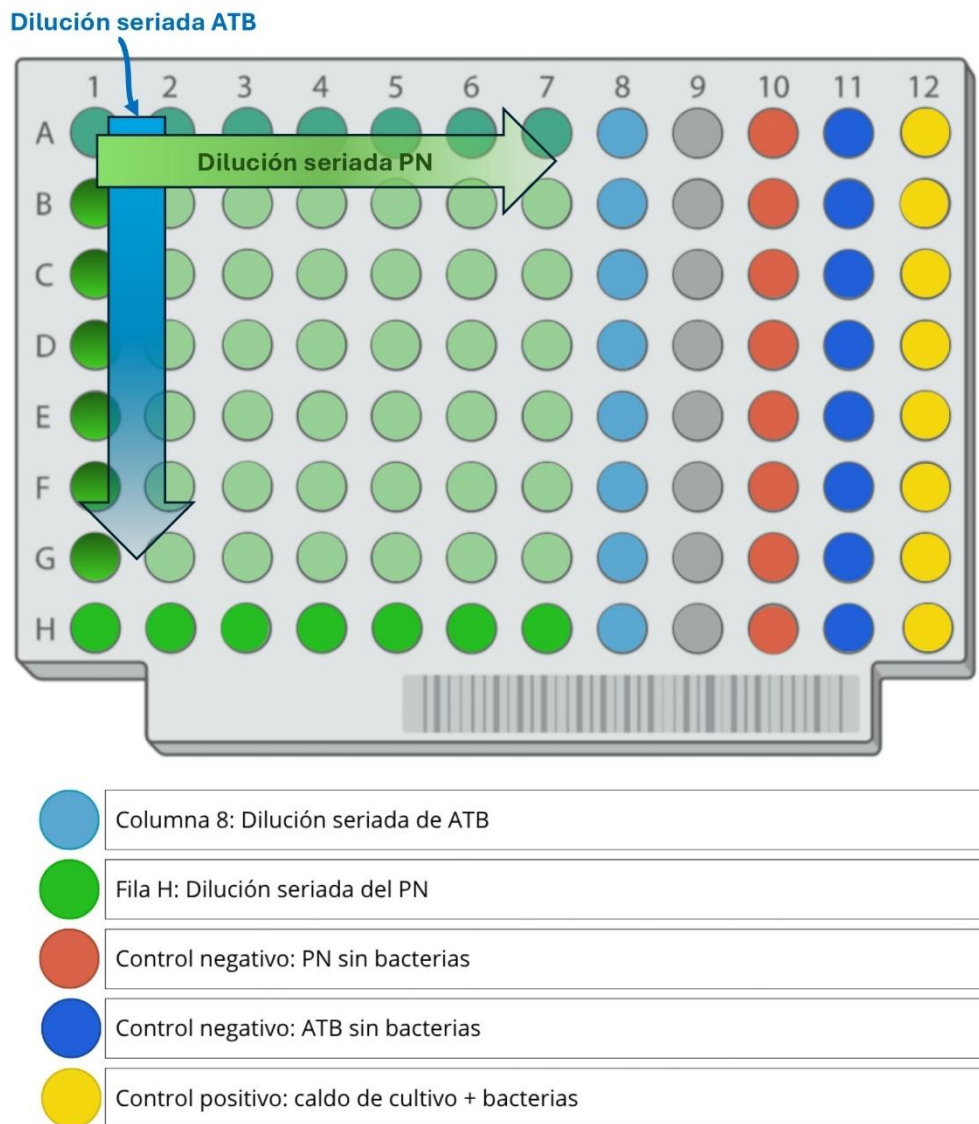 Dilución seriada ATB
1 2 3 4 5 6 7 8 9 10 11 12
A
Dilución seriada PN
B
C
D
E
F
G
H
Columna 8: Dilución seriada de ATB
Fila H: Dilución seriada del PN
Control negativo: PN sin bacterias
Control negativo: ATB sin bacterias
Control positivo: caldo de cultivo + bacterias